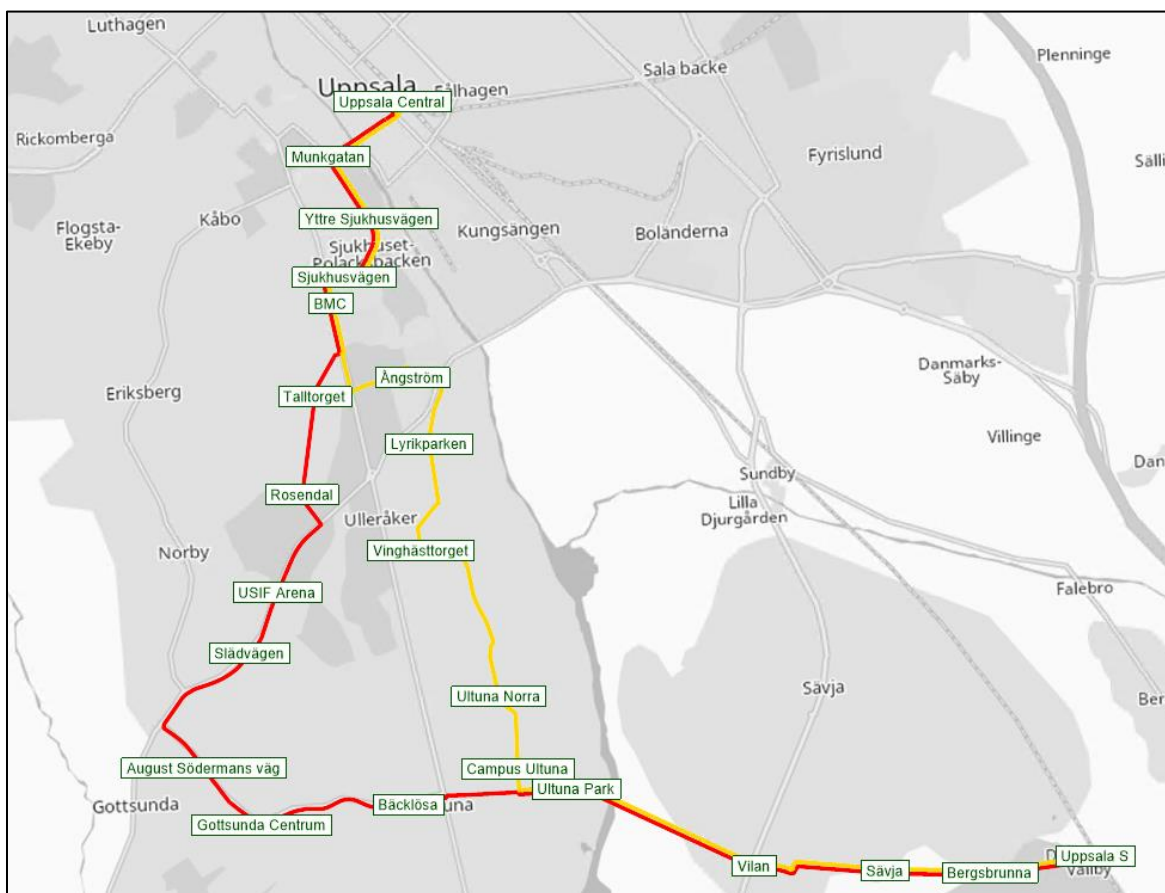 Luthagen
Plenninge
Sala backe
Uppsala
Uppsala Central
Rickomberga
Munkgatan
Fyrislund
Kåbo
Yttre Sjukhusvägen
Flogsta-
Ekeby
Kungsängen
Boländerna
Sjukhuset-
Sjukhusvägen
BMC
Danmarks-
Säby
Ångström
Eriksberg
Talltorget
Lyrikparken
Villinge
Sundby
Rosendal
Lilla
Djurgården
Ulleråker
Norby
Vinghästtorget
Falebro
USIF Arena
Slädvägen
Sävja
Ultuna Norra
August Södermans väg
Campus Ultuna
Ultuna Park
Gottsunda
Bäcklösa
Gottsunda Centrum
Vilan
Sävja
Bergsbrunna
Uppsala S